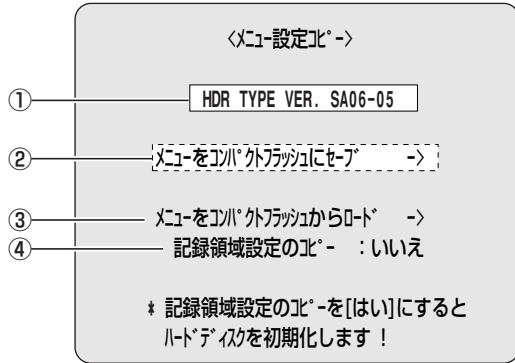 〈ﾒﾆｭｰ設定ｺﾋﾟｰ〉
① HDR TYPE VER. SA06-05
② ﾒﾆｭｰをｺﾝﾊﾟｸﾄﾌﾗｯｼｭにｾｰﾌﾞ -〉
③ ﾒﾆｭｰをｺﾝﾊﾟｸﾄﾌﾗｯｼｭからﾛｰﾄﾞ -〉
④ 記録領域設定のｺﾋﾟｰ :いいえ
* 記録領域設定のｺﾋﾟｰを[はい]にすると
ﾊｰﾄﾞﾃﾞｨｽｸを初期化します!